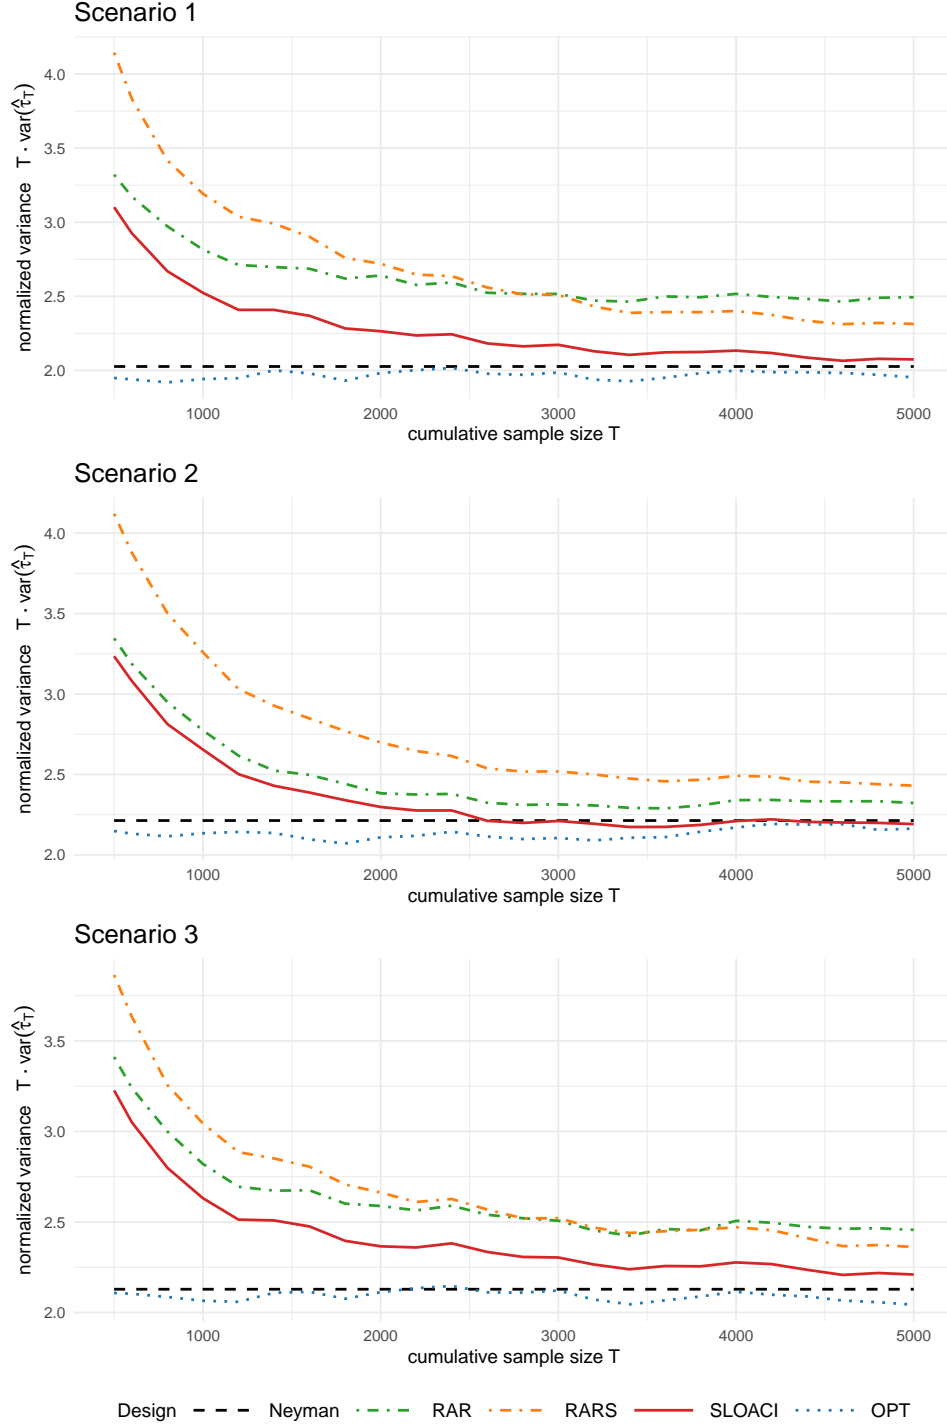 Scenario 1
normalized variance T · var(τ̂T)
4.0
3.5
3.0
2.5
2.0
1000 2000 3000 4000 5000
cumulative sample size T
Scenario 2
normalized variance T · var(τ̂T)
4.0
3.5
3.0
2.5
2.0
1000 2000 3000 4000 5000
cumulative sample size T
Scenario 3
normalized variance T · var(τ̂T)
3.5
3.0
2.5
2.0
1000 2000 3000 4000 5000
cumulative sample size T
Design Neyman RAR RARS SLOACI OPT